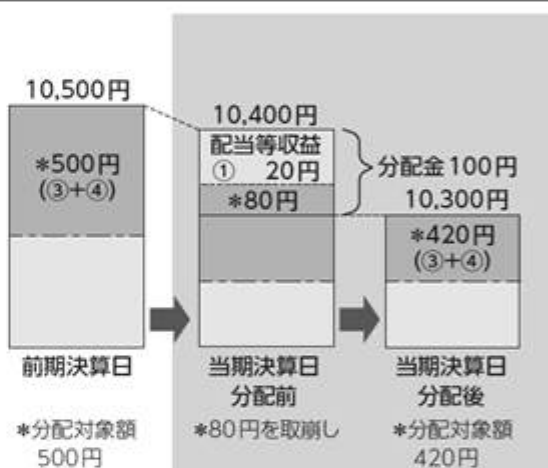 10,500円
*500円
(③+④)
前期決算日
*分配対象額
500円
10,400円
配当等収益
① 20円
*80円
分配金100円
当期決算日
分配前
*80円を取崩し
10,300円
*420円
(③+④)
当期決算日
分配後
*分配対象額
420円